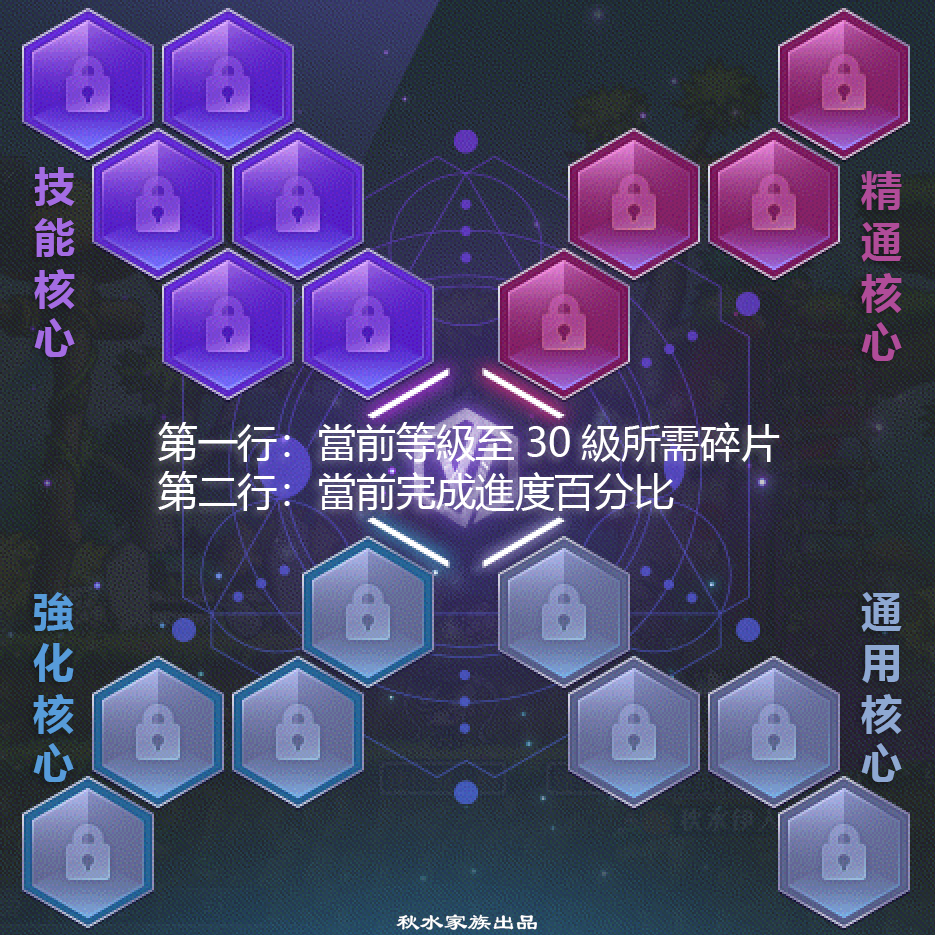 技能核心
精通核心
第一行：當前等級至 30 級所需碎片
第二行：當前完成進度百分比
強化核心
通用核心
秋水家族出品